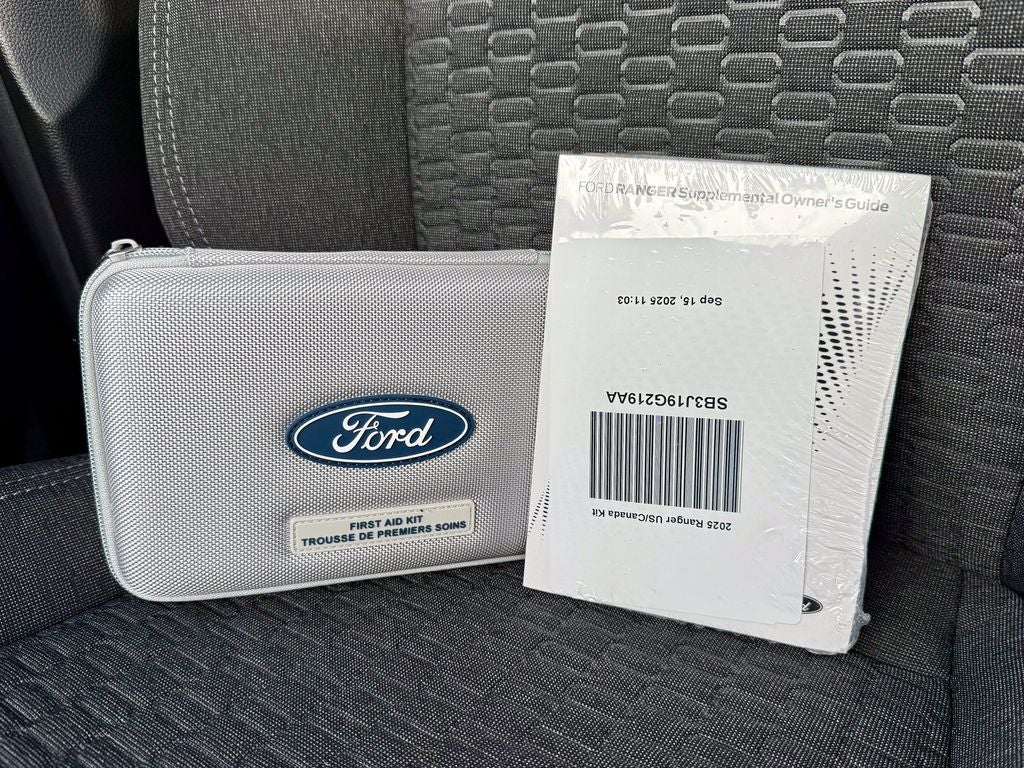 Ford
FIRST AID KIT
TROUSSE DE PREMIERS SOINS
FORD RANGER Supplemental Owner's Guide
2025 Ranger US/Canada Kit
SB3J19G219AA
Sep 15, 2025 11:03